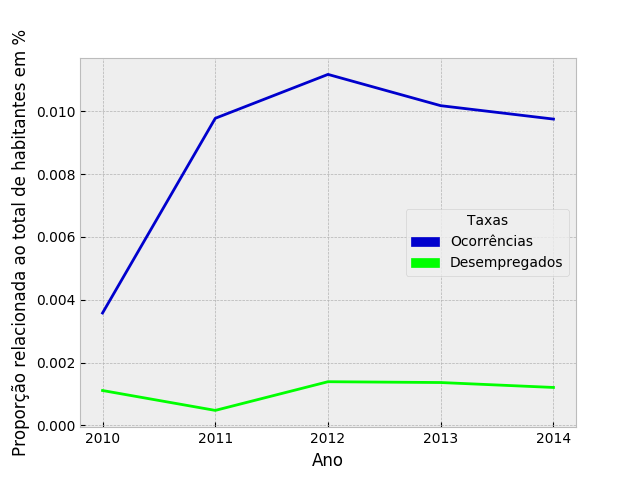 Proporção relacionada ao total de habitantes em %
0.010
0.008
0.006
0.004
0.002
0.000
Taxas
Ocorrências
Desempregados
2010 2011 2012 2013 2014
Ano